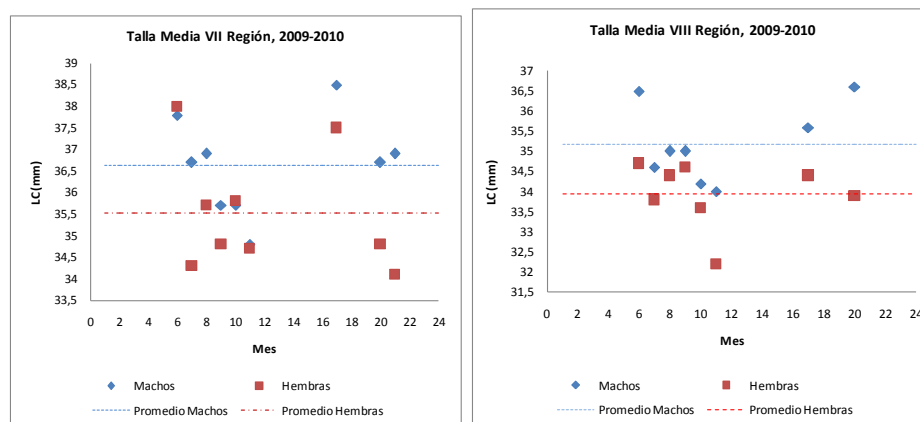 Talla Media VII Región, 2009-2010
39
38,5
38
37,5
37
36,5
36
35,5
35
34,5
34
33,5
LC (mm)
0 2 4 6 8 10 12 14 16 18 20 22 24
Mes
Machos Hembras
Promedio Machos Promedio Hembras
Talla Media VIII Región, 2009-2010
37
36,5
36
35,5
35
34,5
34
33,5
33
32,5
32
31,5
LC (mm)
0 2 4 6 8 10 12 14 16 18 20 22 24
Mes
Machos Hembras
Promedio Machos Promedio Hembras